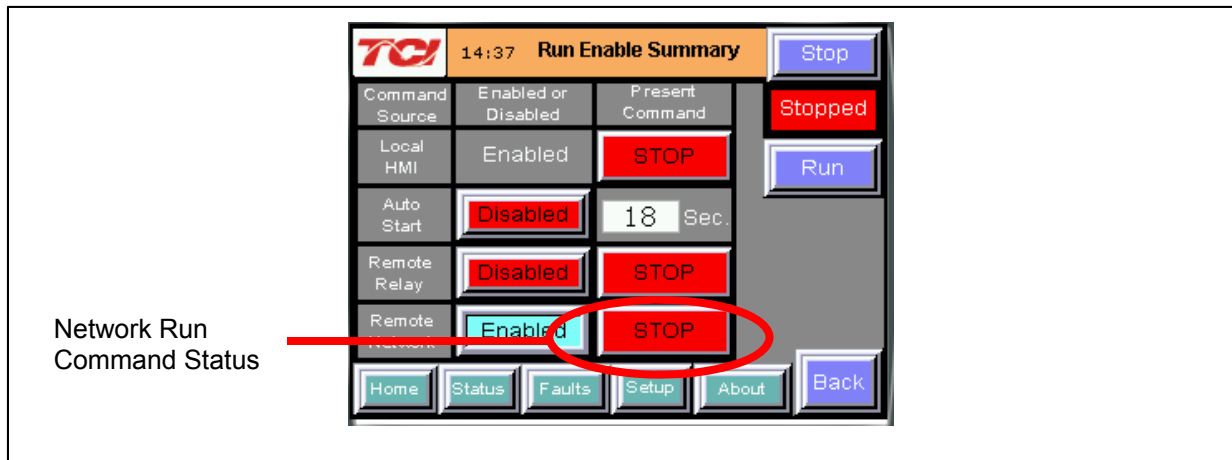 TCI 14:37 Run Enable Summary Stop
Command Source Enabled or Disabled Present Command Stopped
Local HMI Enabled STOP Run
Auto Start Disabled 18 Sec.
Remote Relay Disabled STOP
Remote Enabled STOP
Network Run
Command Status
Home Status Faults Setup About Back